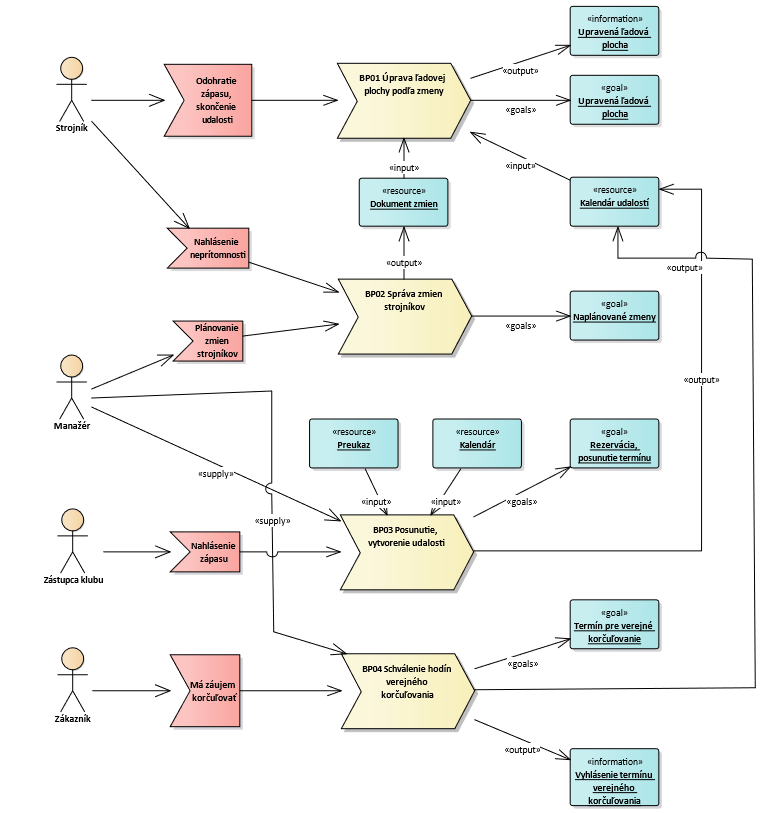 «information»
Upravená ľadová
plocha
«output»
Strojník
Odohratie
zápasu,
skončenie
udalosti
BP01 Úprava ľadovej
plochy podľa zmeny
«goal»
Upravená ľadová
plocha
«goals»
«input»
«input»
«resource»
Dokument zmien
«resource»
Kalendár udalostí
Nahlásenie
neprítomnosti
«output»
«output»
BP02 Správa zmien
strojníkov
«goal»
Naplánované zmeny
«goals»
Plánovanie
zmien
strojníkov
Manažér
«output»
«resource»
Preukaz
«resource»
Kalendár
«goal»
Rezervácia,
posunutie termínu
«supply»
«input»
«input»
«goals»
«supply»
BP03 Posunutie,
vytvorenie udalosti
Nahlásenie
zápasu
Zástupca klubu
«goal»
Termín pre verejné
korčuľovanie
«goals»
BP04 Schválenie hodín
verejného
korčuľovania
Má záujem
korčuľovať
Zákazník
«output»
«information»
Vyhlásenie termínu
verejného
korčuľovania